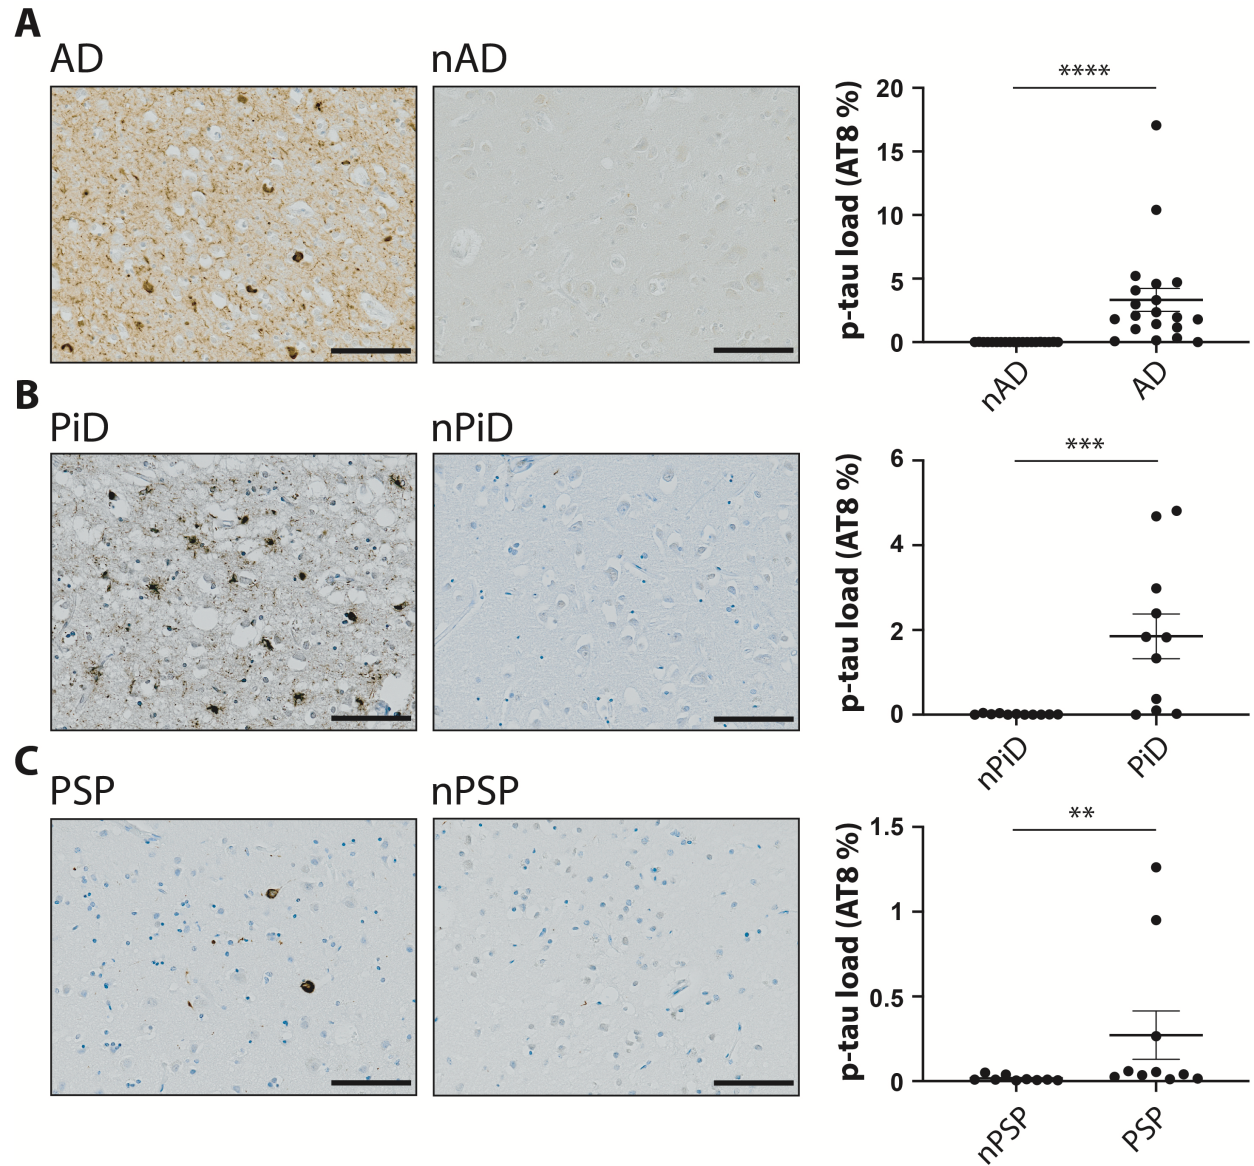 A
AD
nAD
****
p-tau load (AT8 %)
20
15
10
5
0
nAD
AD
B
PiD
nPiD
***
p-tau load (AT8 %)
6
4
2
0
nPiD
PiD
C
PSP
nPSP
**
p-tau load (AT8 %)
1.5
1
0.5
0
nPSP
PSP